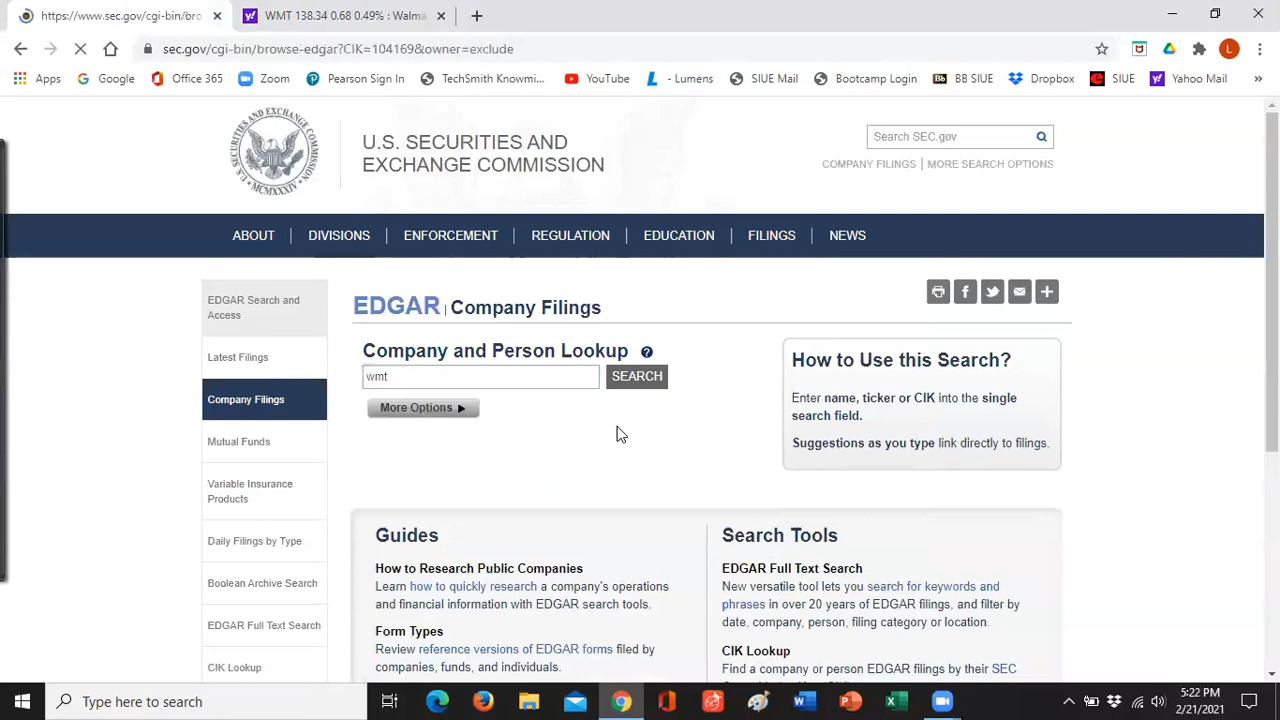 https://www.sec.gov/cgi-bin/bro
WMT 138.34 0.68 0.49% : Walma
sec.gov/cgi-bin/browse-edgar?CIK=104169&owner=exclude
L
Apps
Google
Office 365
Zoom
Pearson Sign In
TechSmith Knowmi...
YouTube
- Lumens
SIUE Mail
Bootcamp Login
BB SIUE
Dropbox
SIUE
Yahoo Mail
U.S. SECURITIES AND
EXCHANGE COMMISSION
Search SEC.gov
COMPANY FILINGS | MORE SEARCH OPTIONS
ABOUT | DIVISIONS | ENFORCEMENT | REGULATION | EDUCATION | FILINGS | NEWS
EDGAR Search and
Access
Latest Filings
Company Filings
Mutual Funds
Variable Insurance
Products
Daily Filings by Type
Boolean Archive Search
EDGAR Full Text Search
CIK Lookup
EDGAR | Company Filings
Company and Person Lookup ?
wmt
SEARCH
More Options
How to Use this Search?
Enter name, ticker or CIK into the single
search field.
Suggestions as you type link directly to filings.
Guides
How to Research Public Companies
Learn how to quickly research a company's operations
and financial information with EDGAR search tools.
Form Types
Review reference versions of EDGAR forms filed by
companies, funds, and individuals.
Search Tools
EDGAR Full Text Search
New versatile tool lets you search for keywords and
phrases in over 20 years of EDGAR filings, and filter by
date, company, person, filing category or location.
CIK Lookup
Find a company or person EDGAR filings by their SEC
Type here to search
5:22 PM
2/21/2021